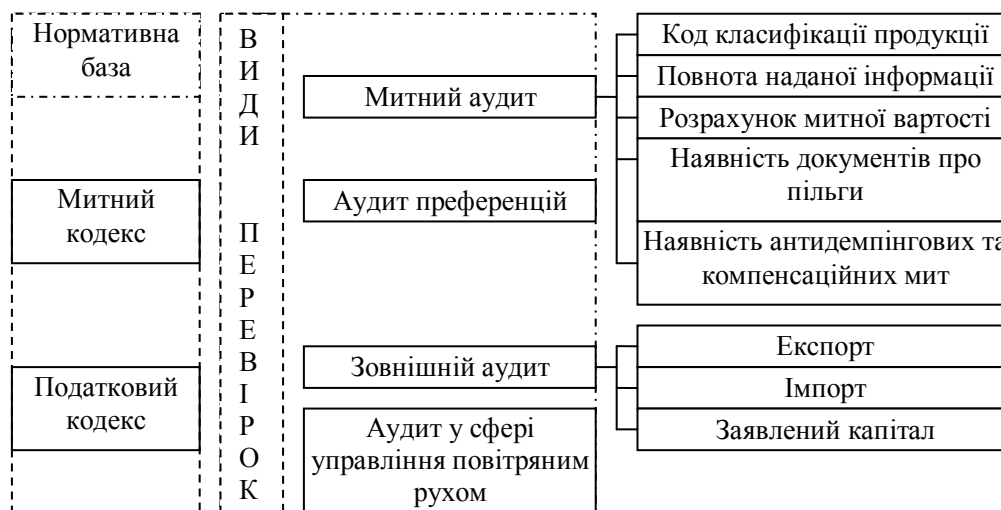 Нормативна
база
Митний
кодекс
Податковий
кодекс
ВИДИ
ПЕРЕВІРОК
Митний аудит
Аудит преференцій
Зовнішній аудит
Аудит у сфері
управління повітряним
рухом
Код класифікації продукції
Повнота наданої інформації
Розрахунок митної вартості
Наявність документів про
пільги
Наявність антидемпінгових та
компенсаційних мит
Експорт
Імпорт
Заявлений капітал